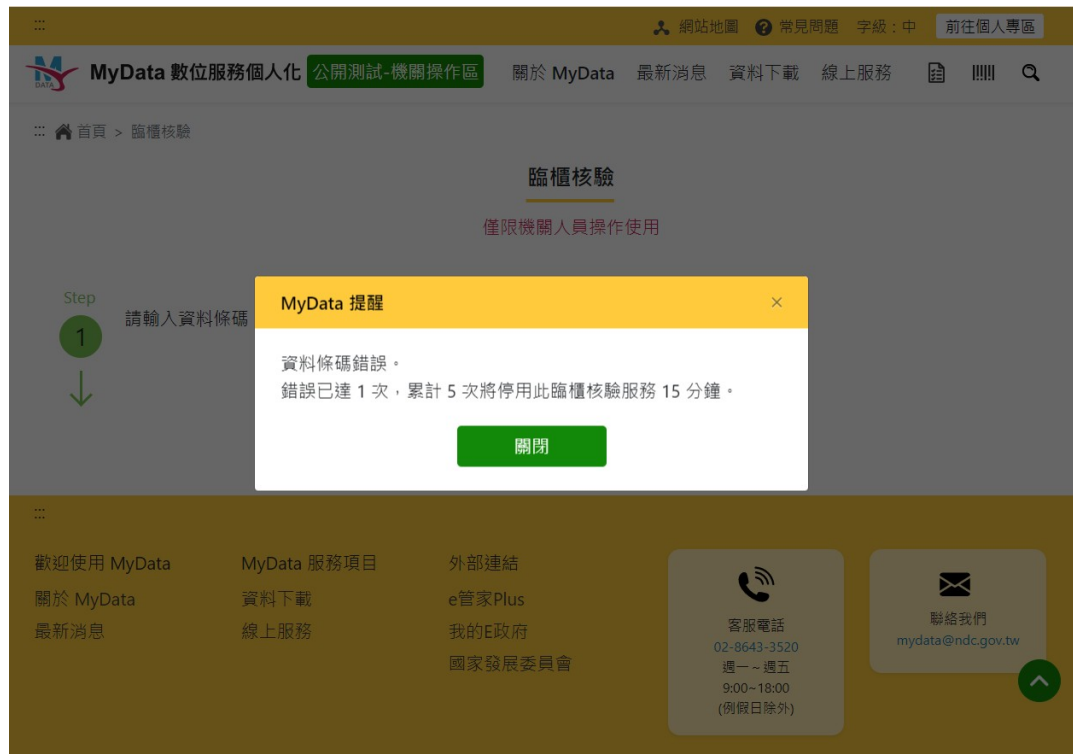 :::
網站地圖 常見問題 字級：中 前往個人專區
MyData 數位服務個人化 公開測試-機關操作區 關於 MyData 最新消息 資料下載 線上服務
::: 首頁 > 臨櫃核驗
臨櫃核驗
僅限機關人員操作使用
Step
1
請輸入資料條碼
MyData 提醒
×
資料條碼錯誤。
錯誤已達 1 次，累計 5 次將停用此臨櫃核驗服務 15 分鐘。
關閉
:::
歡迎使用 MyData
關於 MyData
最新消息
MyData 服務項目
資料下載
線上服務
外部連結
e管家Plus
我的E政府
國家發展委員會
客服電話
02-8643-3520
週一～週五
9:00~18:00
(例假日除外)
聯絡我們
mydata@ndc.gov.tw